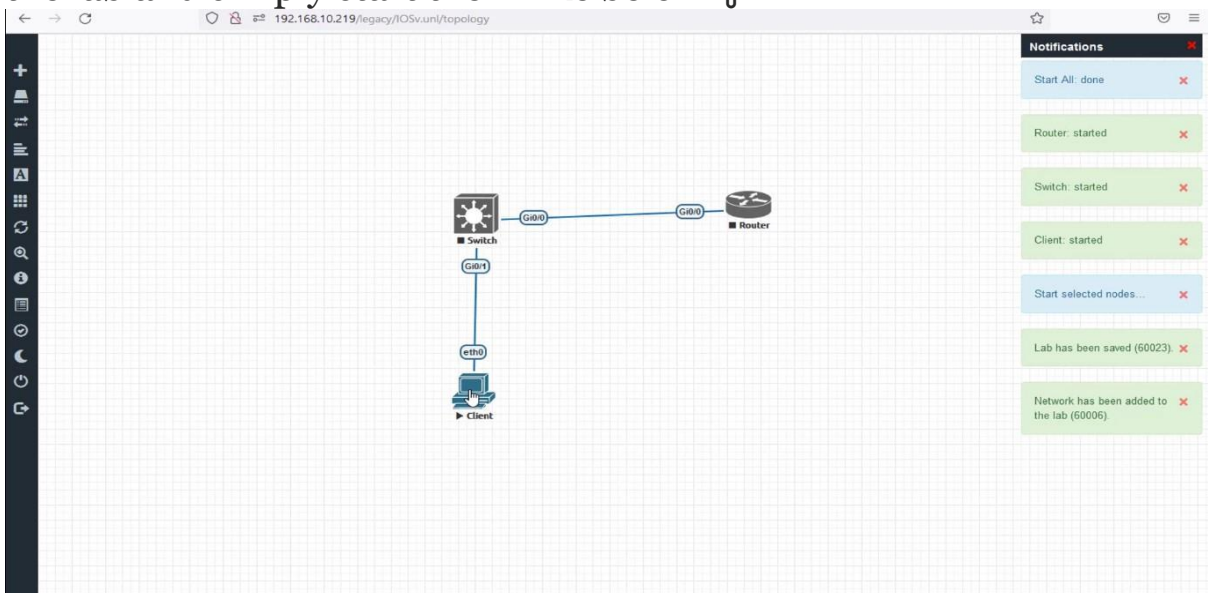 192.168.10.219/legacy/IOSv.unl/topology
Notifications
Start All: done
Router: started
Switch: started
Client: started
Start selected nodes...
Lab has been saved (60023).
Network has been added to
the lab (60006).
Gi0/0
Gi0/0
Switch
Router
Gi0/1
eth0
Client
A